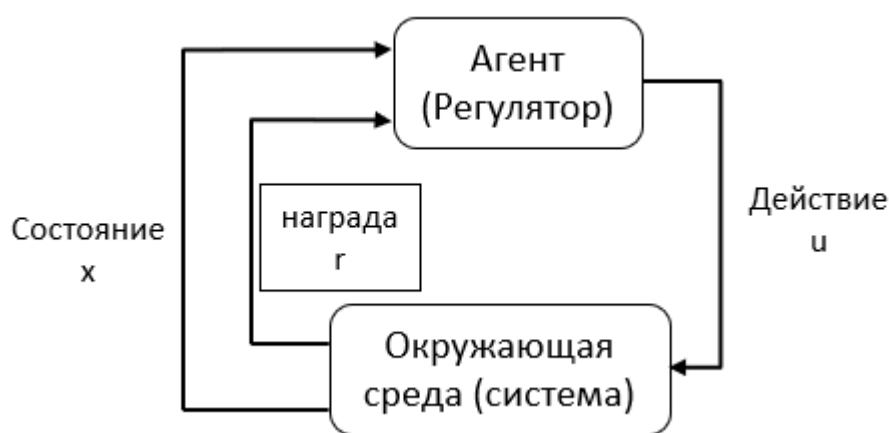 Агент
(Регулятор)
награда
r
Состояние
x
Действие
u
Окружающая
среда (система)